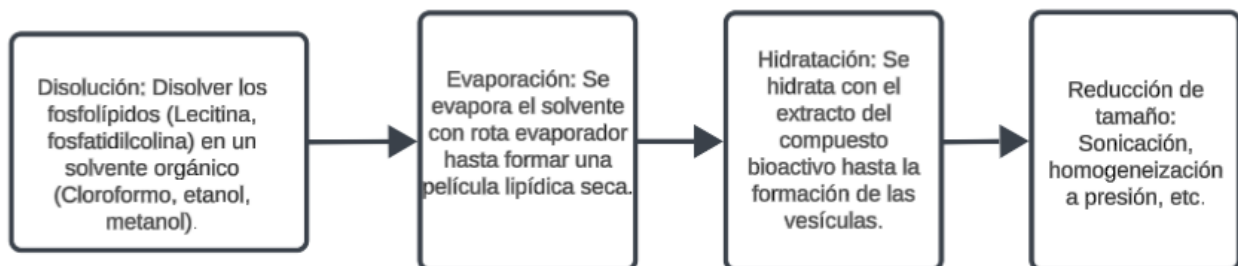 Disolución: Disolver los
fosfolípidos (Lecitina,
fosfatidilcolina) en un
solvente orgánico
(Cloroformo, etanol,
metanol).
Evaporación: Se
evapora el solvente
con rota evaporador
hasta formar una
película lipídica seca.
Hidratación: Se
hidrata con el
extracto del
compuesto
bioactivo hasta la
formación de las
vesículas.
Reducción de
tamaño:
Sonicación,
homogeneización
a presión, etc.